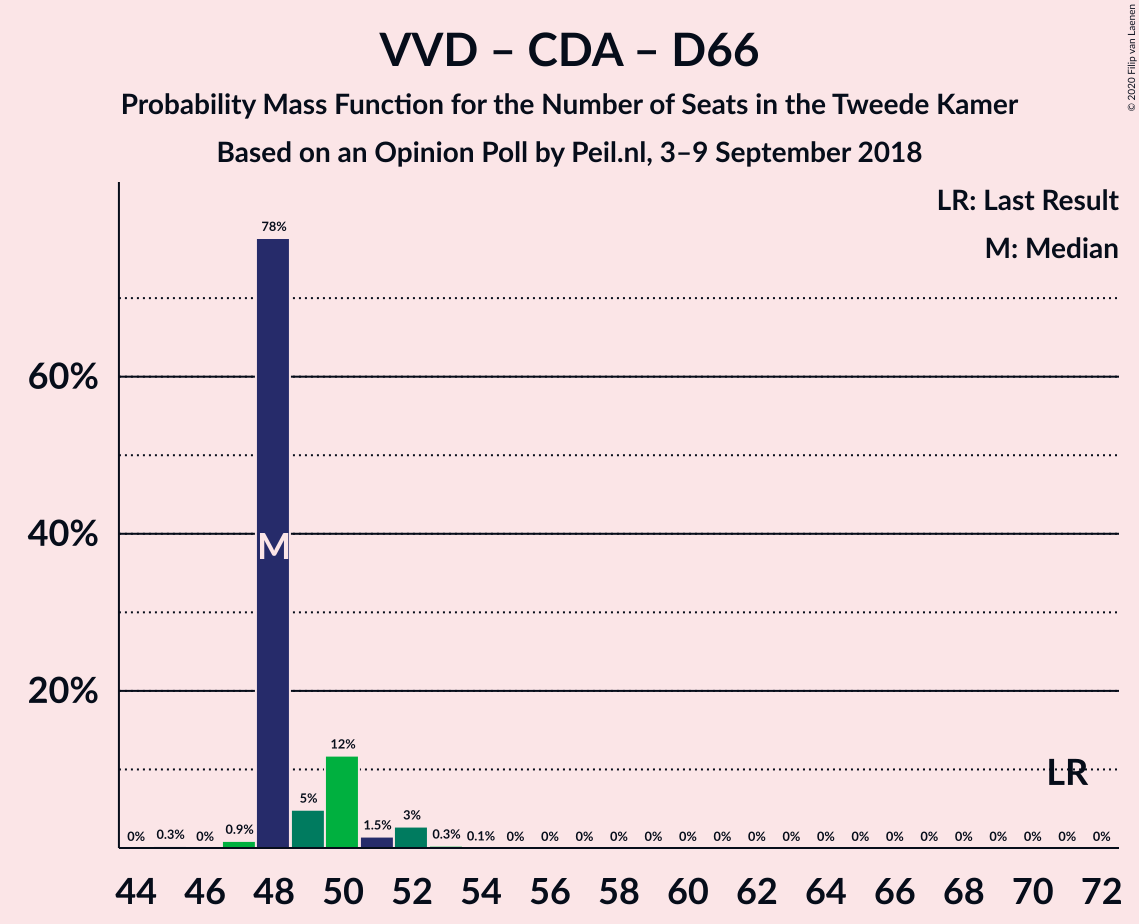 VVD – CDA – D66
Probability Mass Function for the Number of Seats in the Tweede Kamer
Based on an Opinion Poll by Peil.nl, 3–9 September 2018
© 2020 Filip van Laenen
LR: Last Result
M: Median
60%
40%
20%
M
LR
0% 0.3% 0% 0.9% 78% 5% 12% 1.5% 3% 0.3% 0.1% 0% 0% 0% 0% 0% 0% 0% 0% 0% 0% 0% 0% 0% 0% 0% 0% 0% 0%
44 46 48 50 52 54 56 58 60 62 64 66 68 70 72